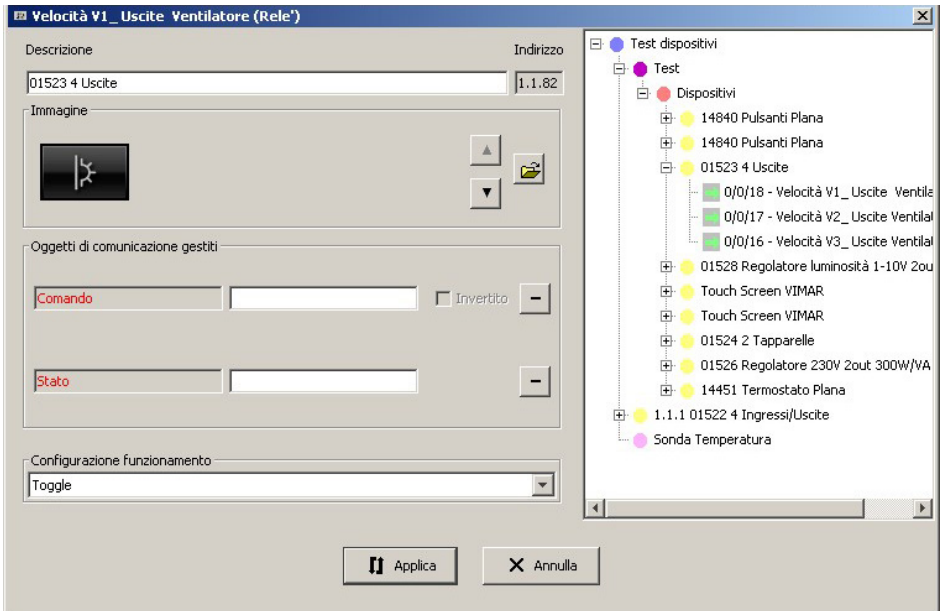 Velocità V1_ Uscite Ventilatore (Rele')
Descrizione
Indirizzo
01523 4 Uscite
1.1.82
Immagine
Oggetti di comunicazione gestiti
Comando
Invertito
Stato
Configurazione funzionamento
Toggle
Applica
Annulla
Test dispositivi
Test
Dispositivi
14840 Pulsanti Plana
14840 Pulsanti Plana
01523 4 Uscite
0/0/18 - Velocità V1_ Uscite Ventila
0/0/17 - Velocità V2_ Uscite Ventila
0/0/16 - Velocità V3_ Uscite Ventila
01528 Regolatore luminosità 1-10V 2ou
Touch Screen VIMAR
Touch Screen VIMAR
01524 2 Tapparelle
01526 Regolatore 230V 2out 300W/VA
14451 Termostato Plana
1.1.1 01522 4 Ingressi/Uscite
Sonda Temperatura